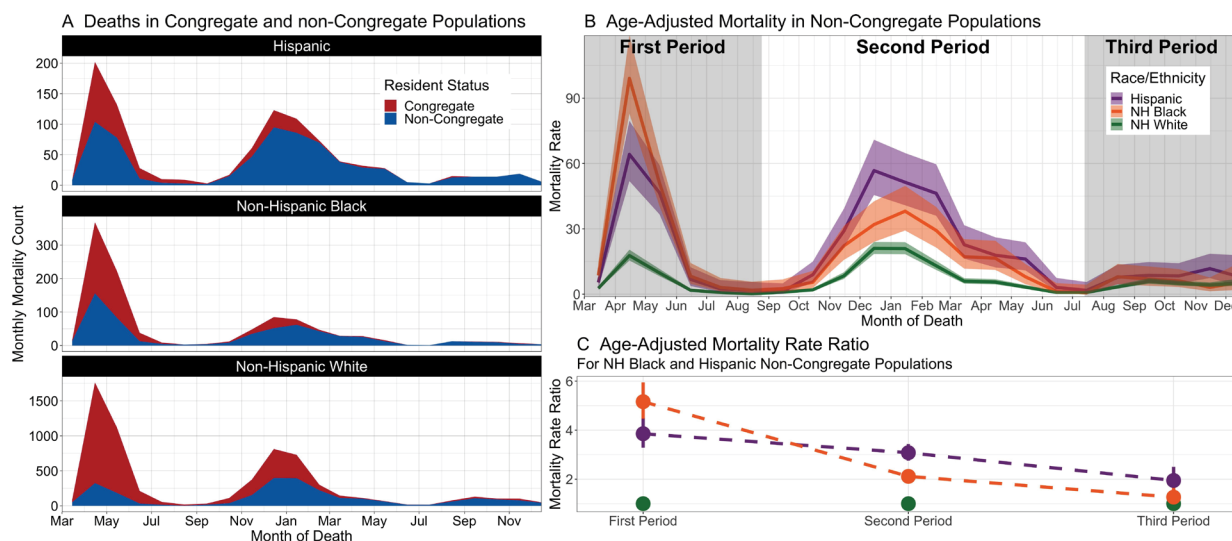 A Deaths in Congregate and non-Congregate Populations
Hispanic
200
150
100
50
0
Resident Status
Congregate
Non-Congregate
Non-Hispanic Black
300
200
100
0
Non-Hispanic White
1500
1000
500
0
Monthly Mortality Count
Mar May Jul Sep Nov Jan Mar May Jul Sep Nov
Month of Death
B Age-Adjusted Mortality in Non-Congregate Populations
First Period Second Period Third Period
Race/Ethnicity
Hispanic
NH Black
NH White
90
60
30
0
Mortality Rate
Mar Apr May Jun Jul Aug Sep Oct Nov Dec Jan Feb Mar Apr May Jun Jun Aug Sep Oct Nov Dec
Month of Death
C Age-Adjusted Mortality Rate Ratio
For NH Black and Hispanic Non-Congregate Populations
6
4
2
Mortality Rate Ratio
First Period Second Period Third Period